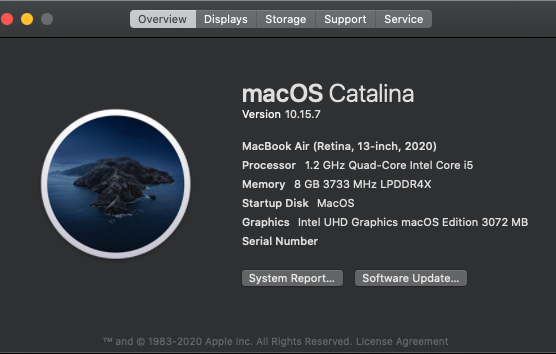 Overview Displays Storage Support Service
macOS Catalina
Version 10.15.7
MacBook Air (Retina, 13-inch, 2020)
Processor 1.2 GHz Quad-Core Intel Core i5
Memory 8 GB 3733 MHz LPDDR4X
Startup Disk MacOS
Graphics Intel UHD Graphics macOS Edition 3072 MB
Serial Number
System Report... Software Update...
™ and © 1983-2020 Apple Inc. All Rights Reserved. License Agreement